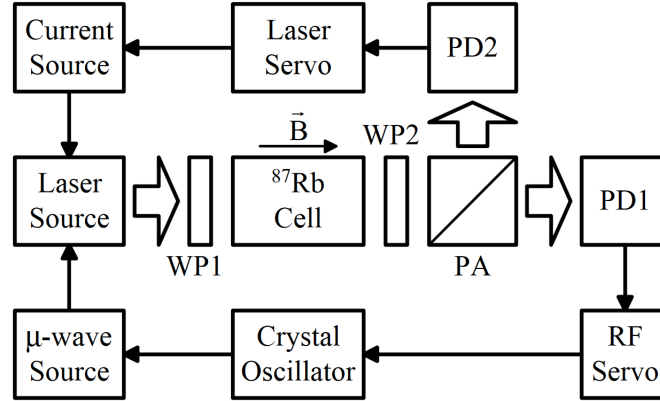 Current
Source
Laser
Servo
PD2
B
WP2
Laser
Source
⁸⁷Rb
Cell
PD1
WP1
PA
μ-wave
Source
Crystal
Oscillator
RF
Servo